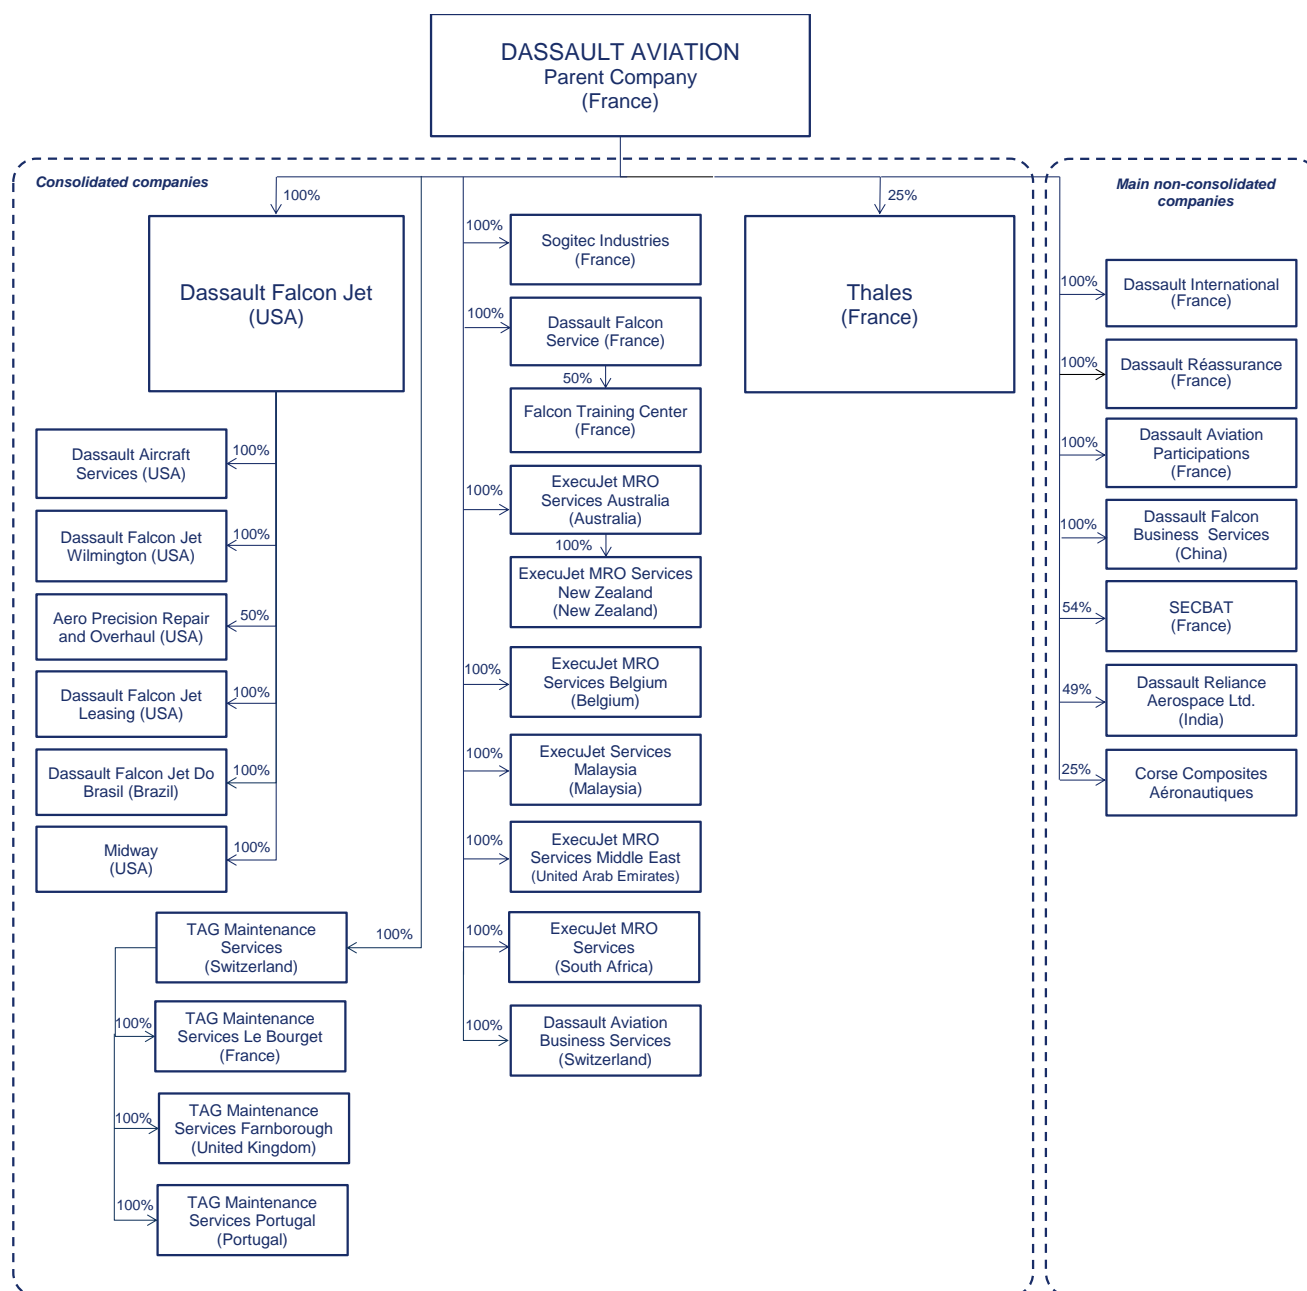 DASSAULT AVIATION
Parent Company
(France)
Consolidated companies
Main non-consolidated
companies
100%
Dassault Falcon Jet
(USA)
100%
Dassault Aircraft
Services (USA)
100%
Dassault Falcon Jet
Wilmington (USA)
50%
Aero Precision Repair
and Overhaul (USA)
100%
Dassault Falcon Jet
Leasing (USA)
100%
Dassault Falcon Jet Do
Brasil (Brazil)
100%
Midway
(USA)
100%
TAG Maintenance
Services
(Switzerland)
100%
TAG Maintenance
Services Le Bourget
(France)
100%
TAG Maintenance
Services Farnborough
(United Kingdom)
100%
TAG Maintenance
Services Portugal
(Portugal)
100%
Sogitec Industries
(France)
100%
Dassault Falcon
Service (France)
50%
Falcon Training Center
(France)
100%
ExecuJet MRO
Services Australia
(Australia)
100%
ExecuJet MRO Services
New Zealand
(New Zealand)
100%
ExecuJet MRO
Services Belgium
(Belgium)
100%
ExecuJet Services
Malaysia
(Malaysia)
100%
ExecuJet MRO
Services Middle East
(United Arab Emirates)
100%
ExecuJet MRO
Services
(South Africa)
100%
Dassault Aviation
Business Services
(Switzerland)
25%
Thales
(France)
100%
Dassault International
(France)
100%
Dassault Réassurance
(France)
100%
Dassault Aviation
Participations
(France)
100%
Dassault Falcon
Business Services
(China)
54%
SECBAT
(France)
49%
Dassault Reliance
Aerospace Ltd.
(India)
25%
Corse Composites
Aéronautiques